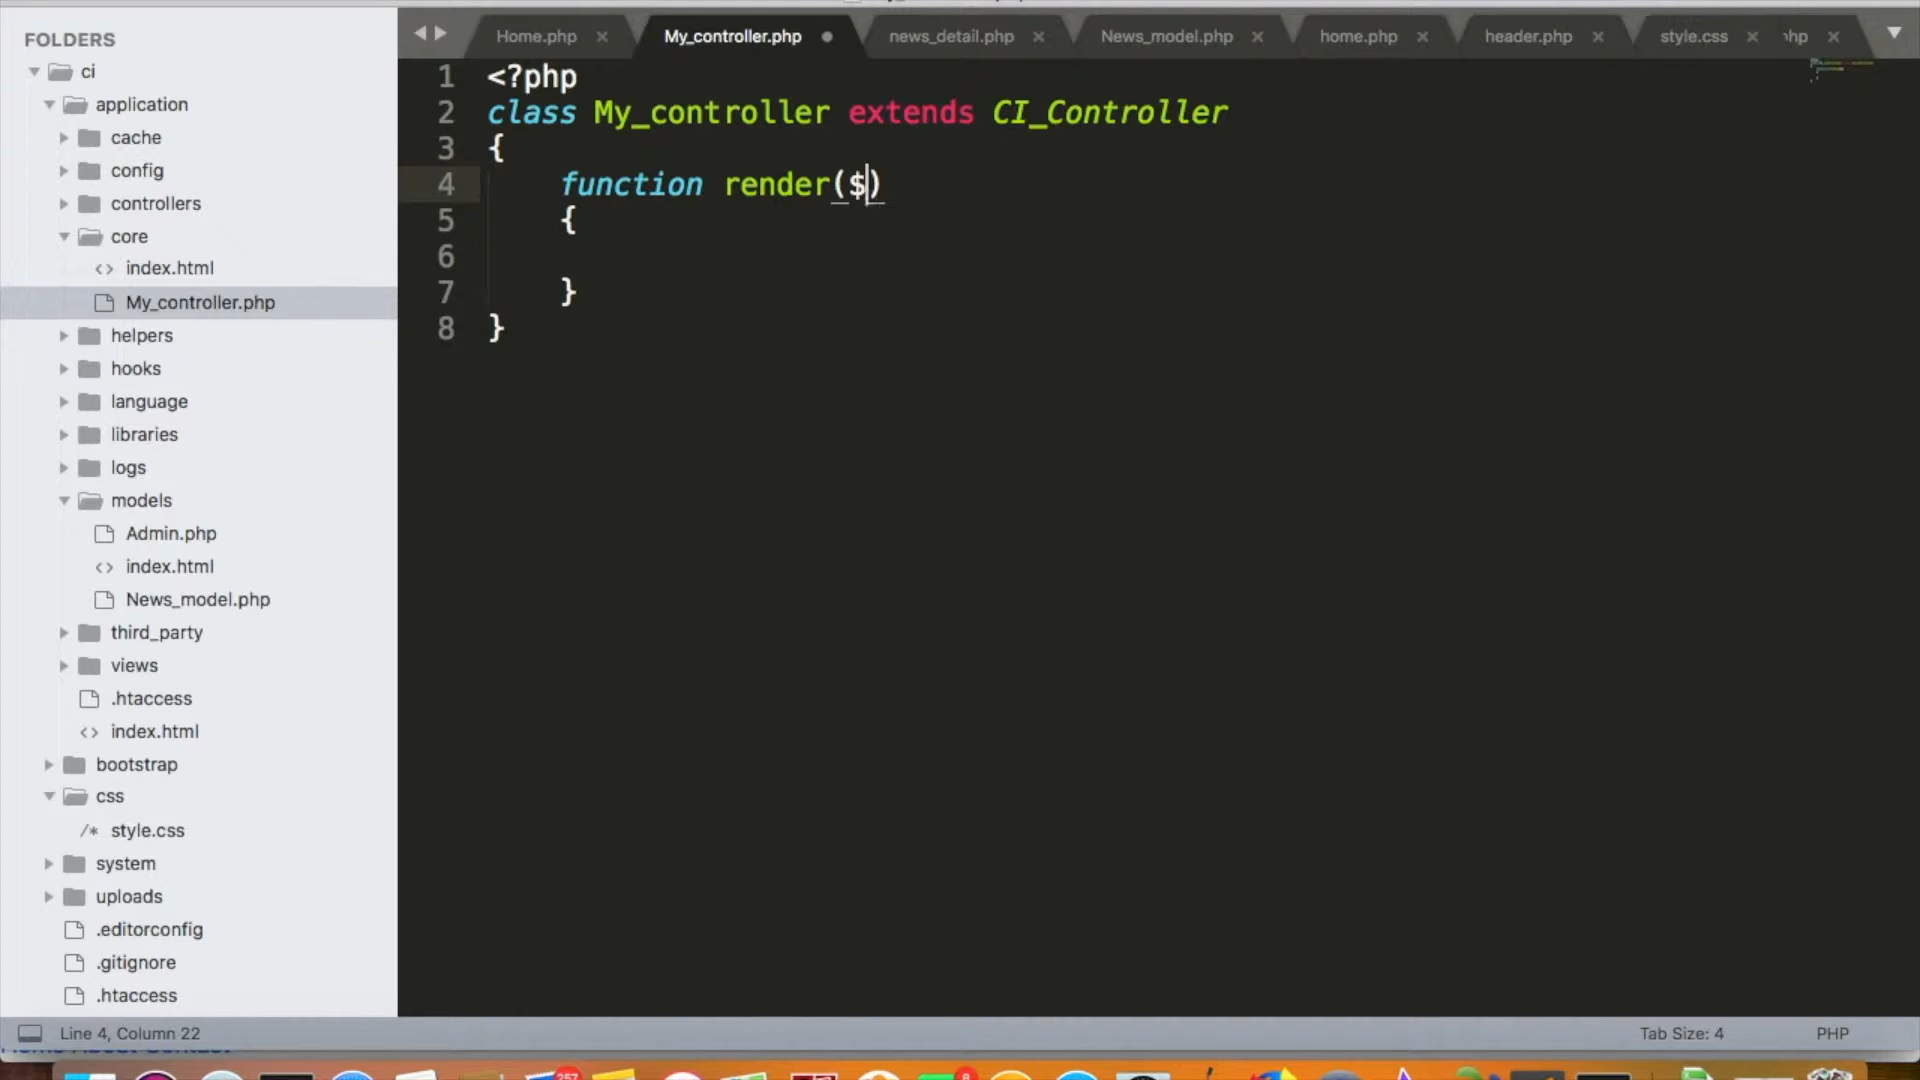 FOLDERS
ci
application
cache
config
controllers
core
<> index.html
My_controller.php
helpers
hooks
language
libraries
logs
models
Admin.php
<> index.html
News_model.php
third_party
views
.htaccess
<> index.html
bootstrap
css
/* style.css
system
uploads
.editorconfig
.gitignore
.htaccess
Home.php × My_controller.php news_detail.php × News_model.php × home.php × header.php × style.css ×
1 <?php
2 class My_controller extends CI_Controller
3 {
4 function render($)
5 {
6
7 }
8 }
Line 4, Column 22
Tab Size: 4 PHP
257
8